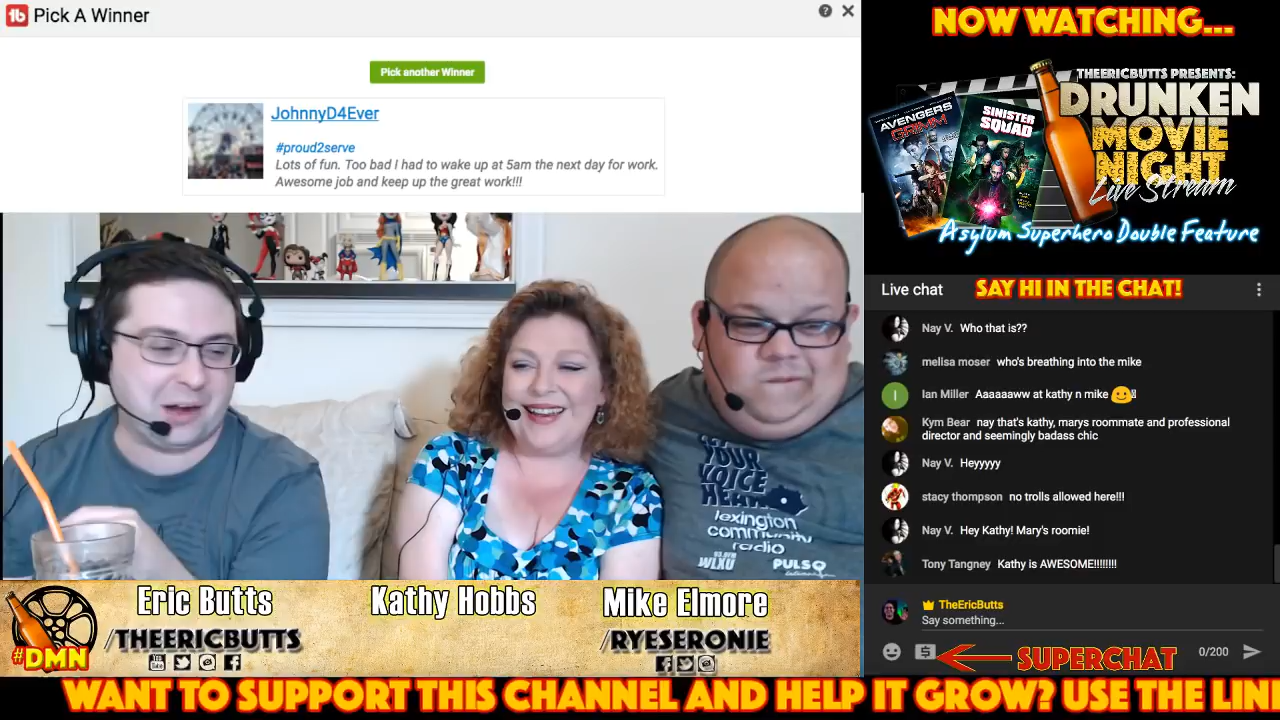 Pick A Winner
Pick another Winner
JohnnyD4Ever
#proud2serve
Lots of fun. Too bad I had to wake up at 5am the next day for work.
Awesome job and keep up the great work!!!
YOUR
VOICE
HEARD
lexington
community
radio
93.9FM
WLXU
PULSO
Eric Butts
/THEERICBUTTS
Kathy Hobbs
Mike Elmore
/RYESERONIE
#DMN
NOW WATCHING...
THEERICBUTTS PRESENTS:
DRUNKEN
MOVIE
NIGHT
Live Stream
AVENGERS
GRIMM
SINISTER
SQUAD
Asylum Superhero Double Feature
Live chat
SAY HI IN THE CHAT!
Nay V. Who that is??
melisa moser who's breathing into the mike
I
Ian Miller Aaaaaaww at kathy n mike 🙂!!
Kym Bear nay that's kathy, marys roommate and professional
director and seemingly badass chic
Nay V. Heyyyyy
stacy thompson no trolls allowed here!!!
Nay V. Hey Kathy! Mary's roomie!
Tony Tangney Kathy is AWESOME!!!!!!!!
TheEricButts
Say something...
SUPERCHAT
0/200
WANT TO SUPPORT THIS CHANNEL AND HELP IT GROW? USE THE LIN